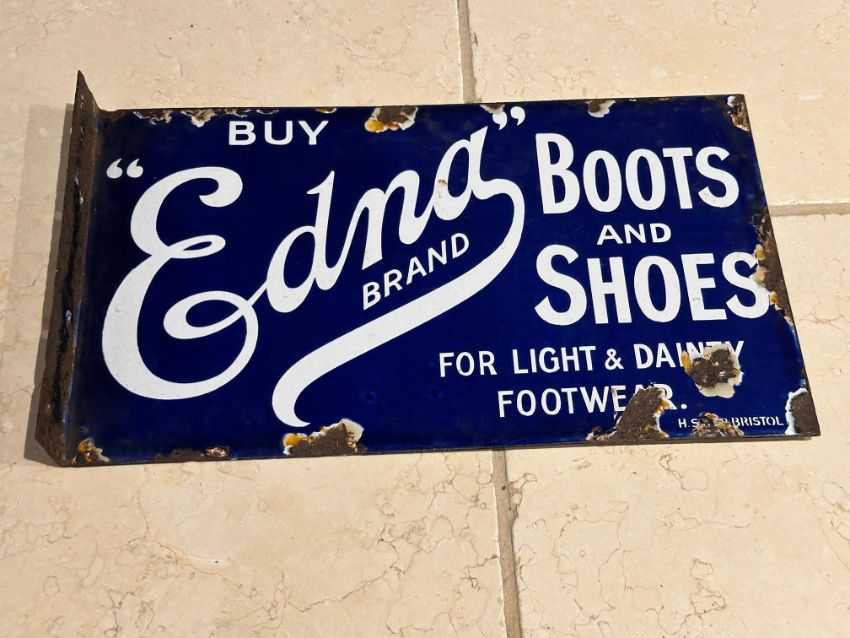 BUY
"Edna"
BRAND
BOOTS
AND
SHOES
FOR LIGHT & DAINTY
FOOTWEAR.
BRISTOL